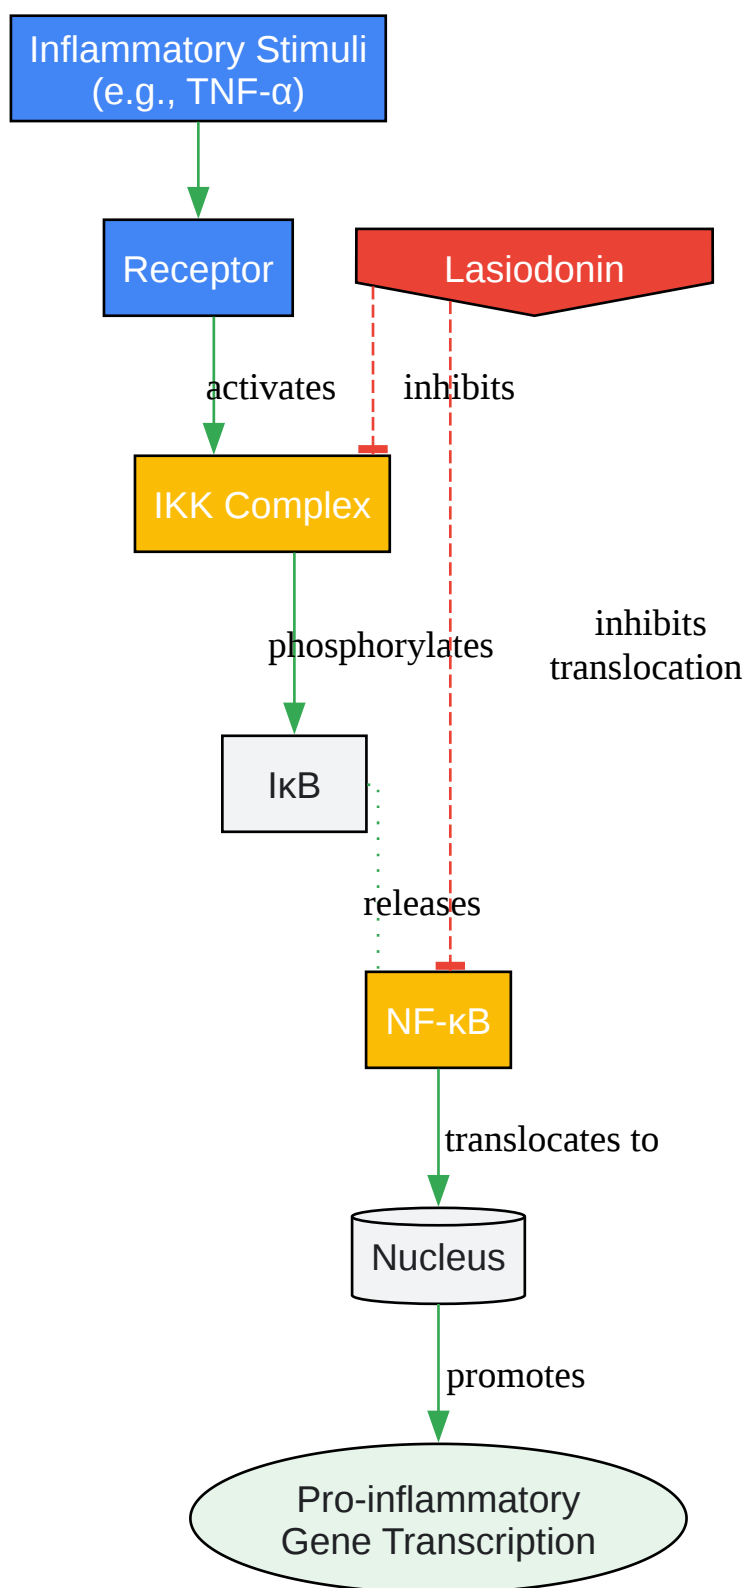 Inflammatory Stimuli
(e.g., TNF-α)
Receptor
Lasiodonin
activates
inhibits
IKK Complex
phosphorylates
inhibits
translocation
IκB
releases
NF-κB
translocates to
Nucleus
promotes
Pro-inflammatory
Gene Transcription